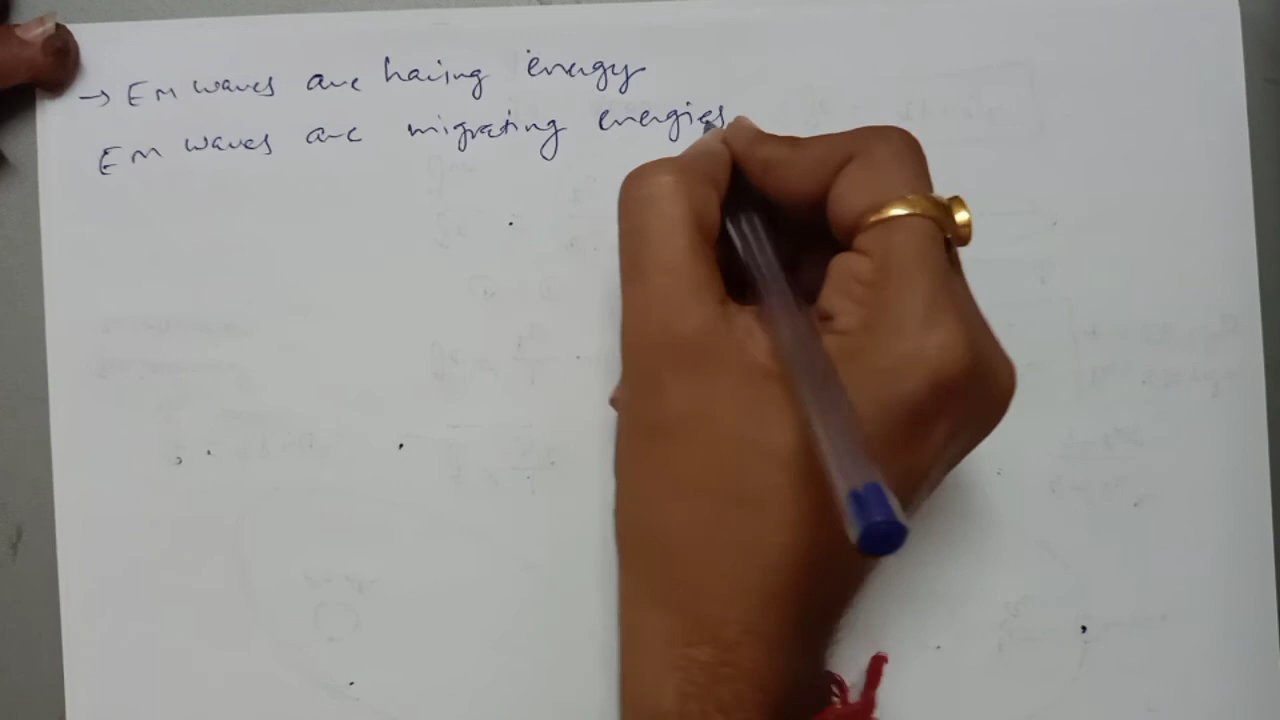 → EM waves are having energy
EM waves are migrating energies